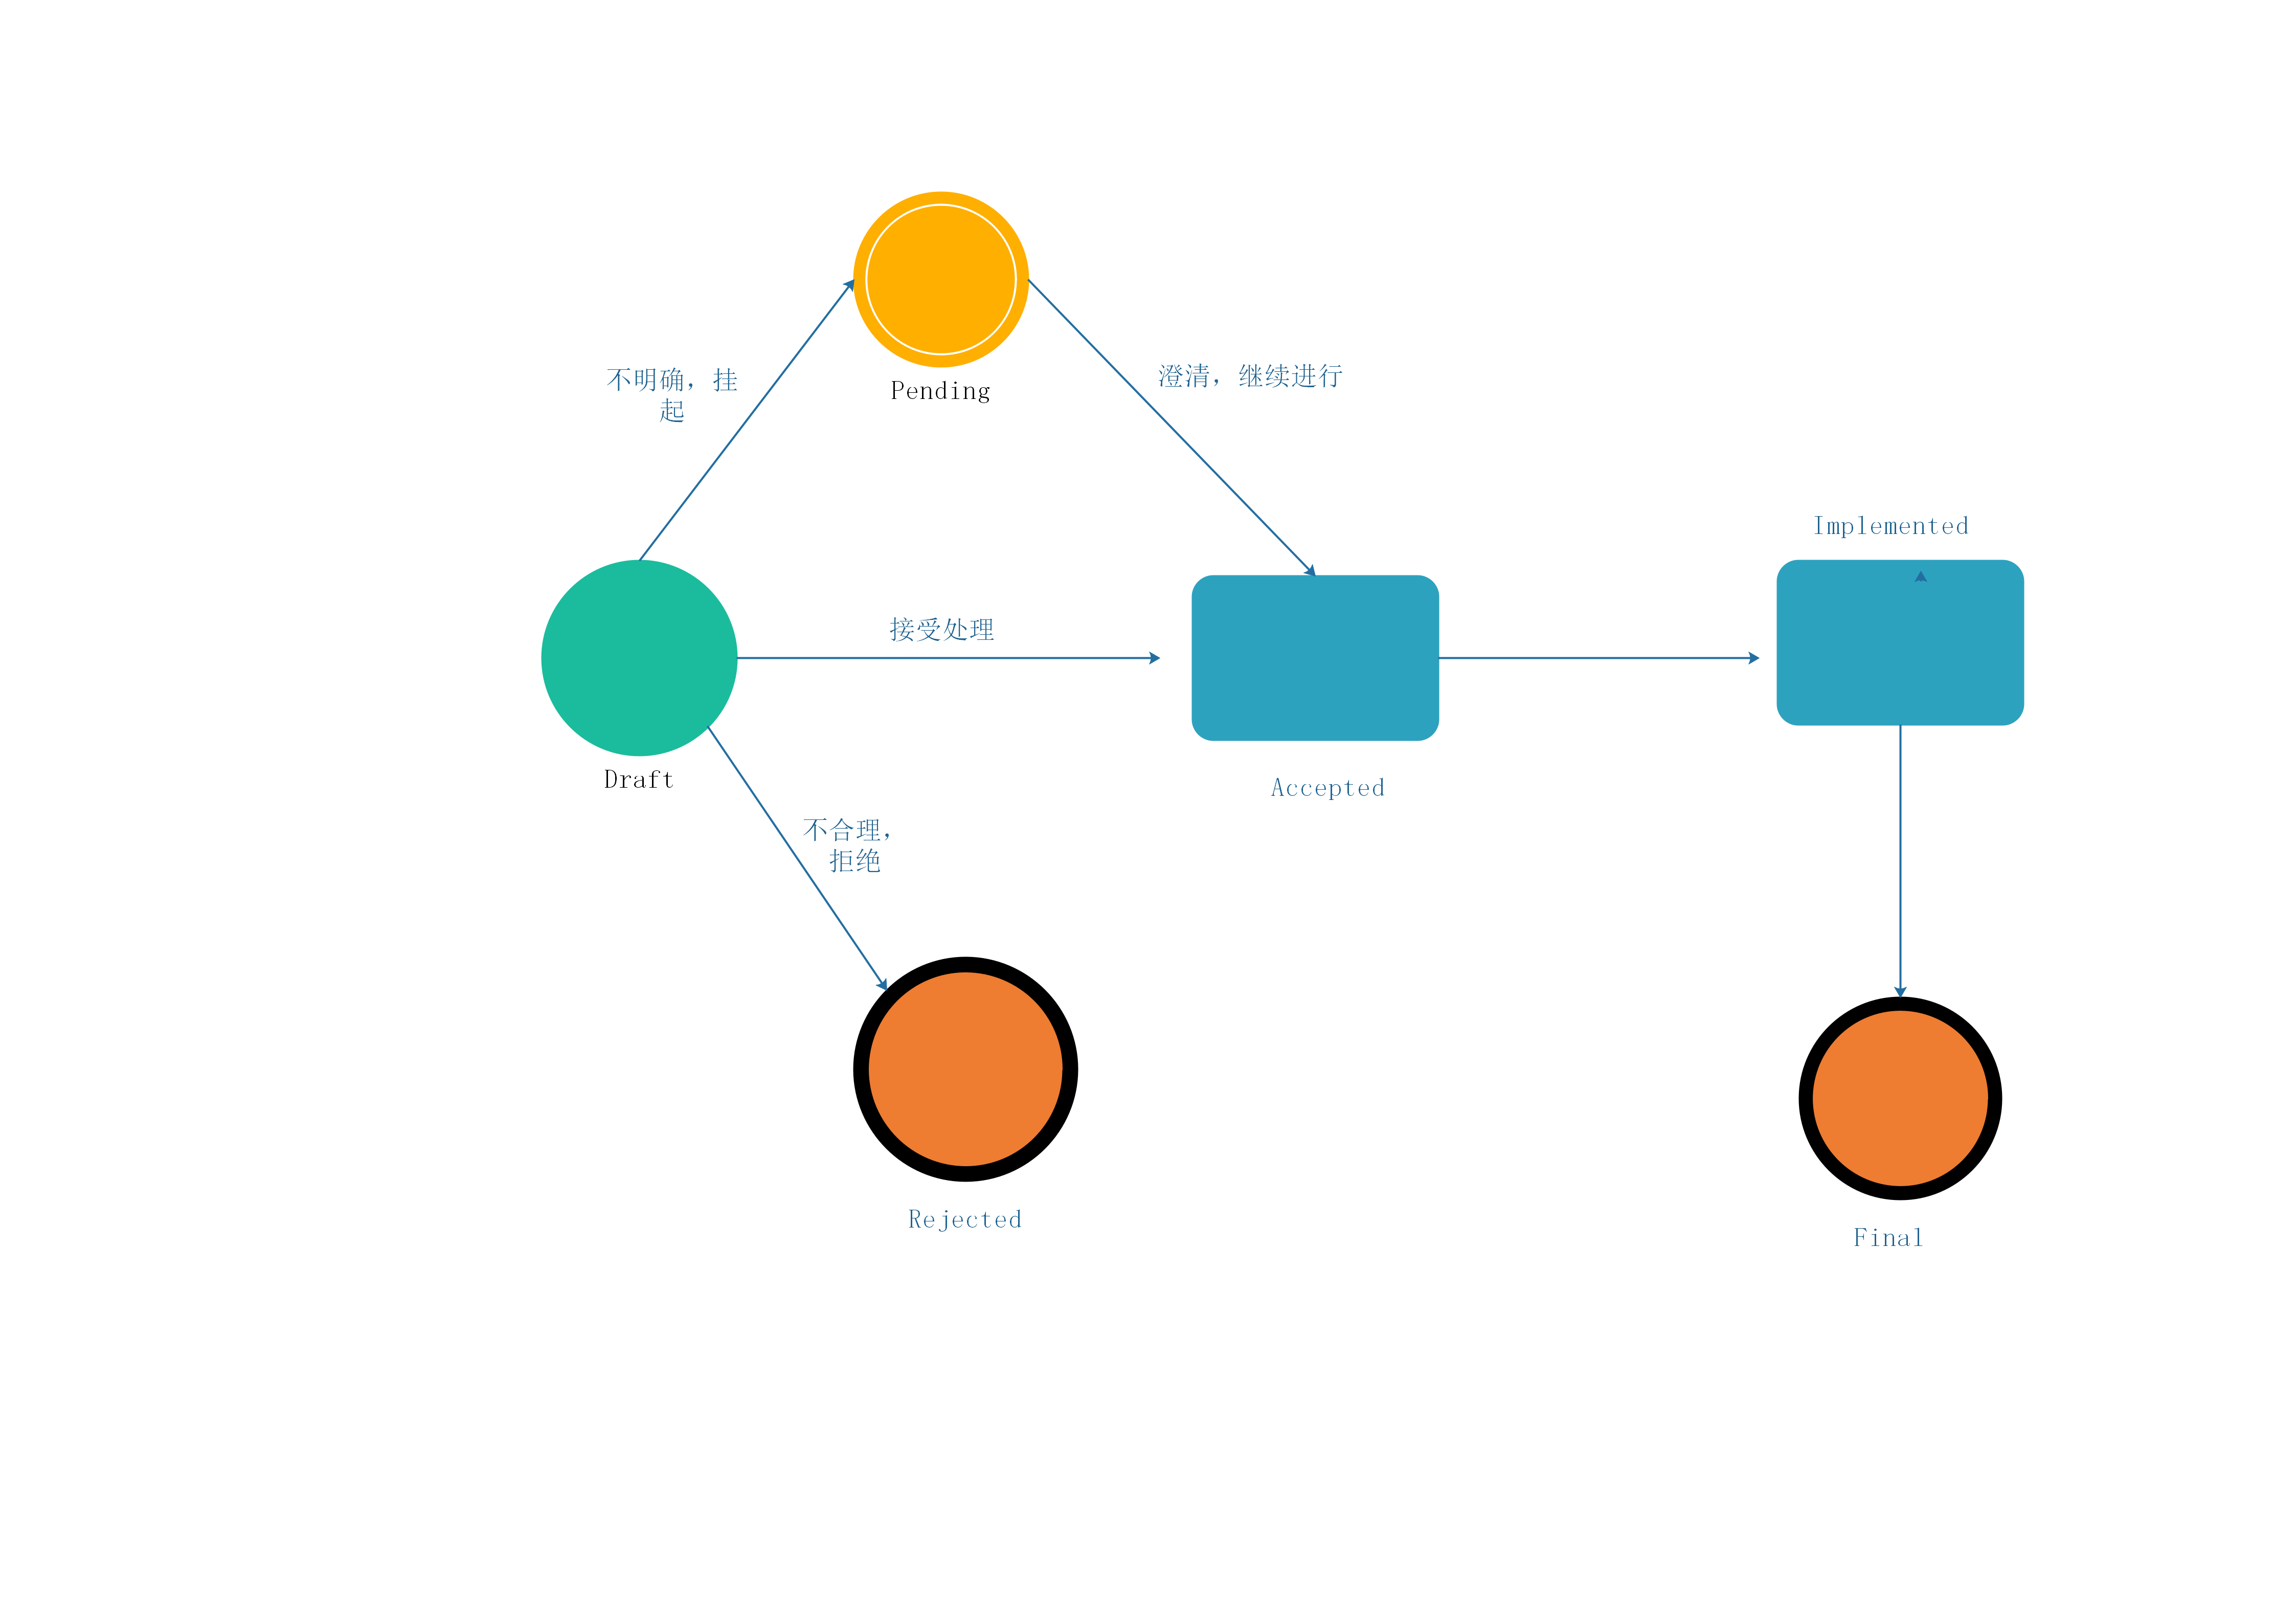 不明确，挂
起
Pending
澄清，继续进行
Implemented
接受处理
Draft
Accepted
不合理，
拒绝
Rejected
Final